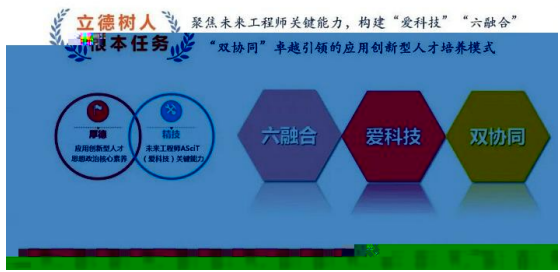 立德树人
根本任务
聚焦未来工程师关键能力，构建“爱科技”“六融合”
“双协同”卓越引领的应用创新型人才培养模式
厚德
应用创新型人才
思想政治核心素养
精技
未来工程师ASciT
（爱科技）关键能力
六融合
爱科技
双协同